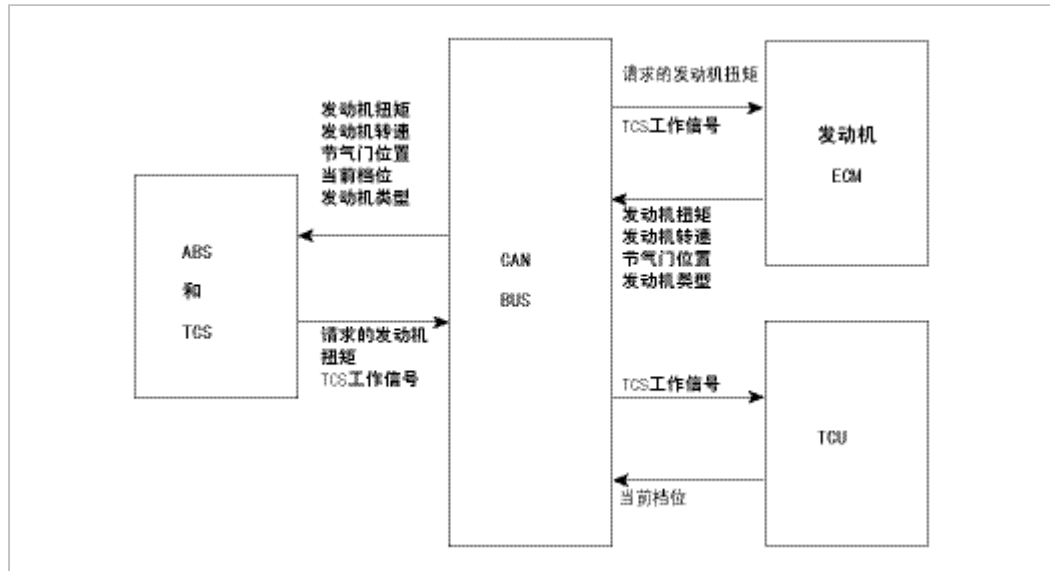 发动机扭矩
发动机转速
节气门位置
当前档位
发动机类型
ABS
和
TCS
请求的发动机
扭矩
TCS工作信号
CAN
BUS
请求的发动机扭矩
TCS工作信号
发动机
ECM
发动机扭矩
发动机转速
节气门位置
发动机类型
TCS工作信号
TCU
当前档位